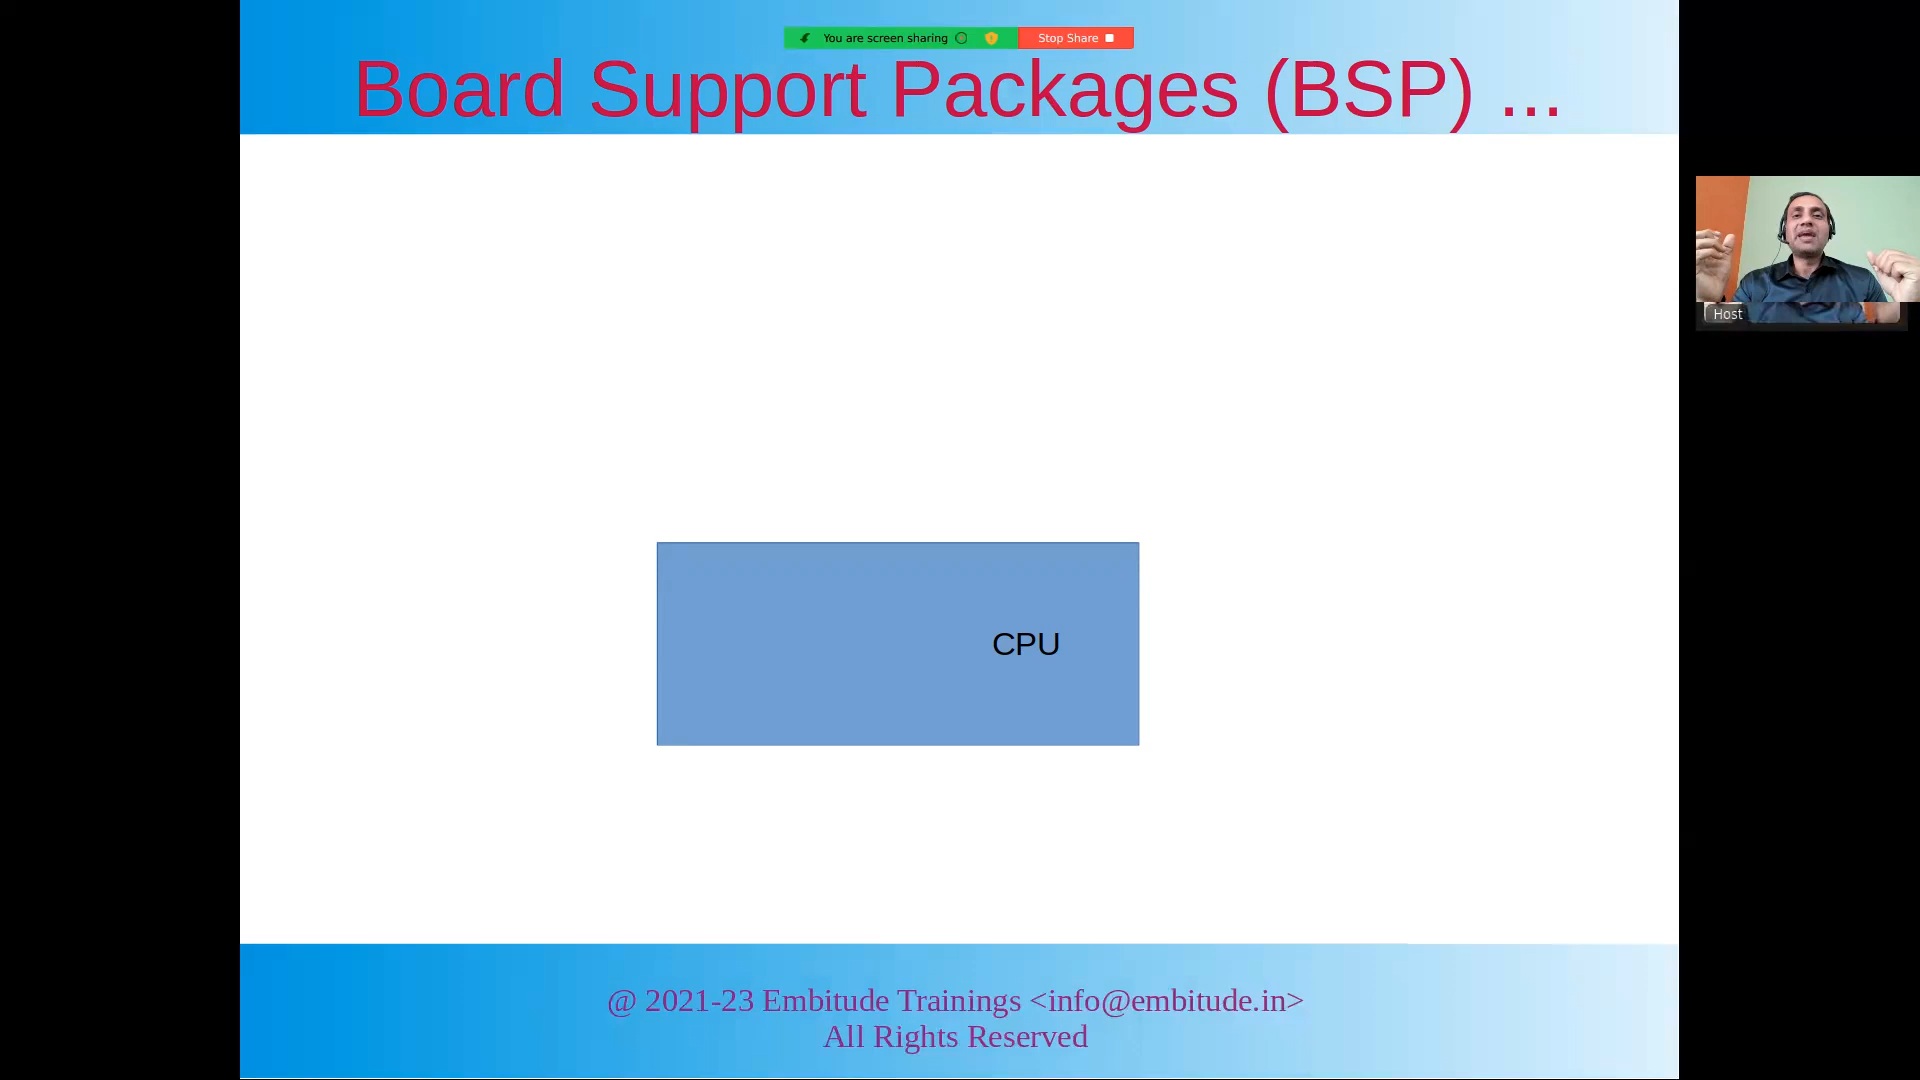 You are screen sharing
Stop Share
Board Support Packages (BSP) ...
Host
CPU
@ 2021-23 Embitude Trainings <info@embitude.in>
All Rights Reserved